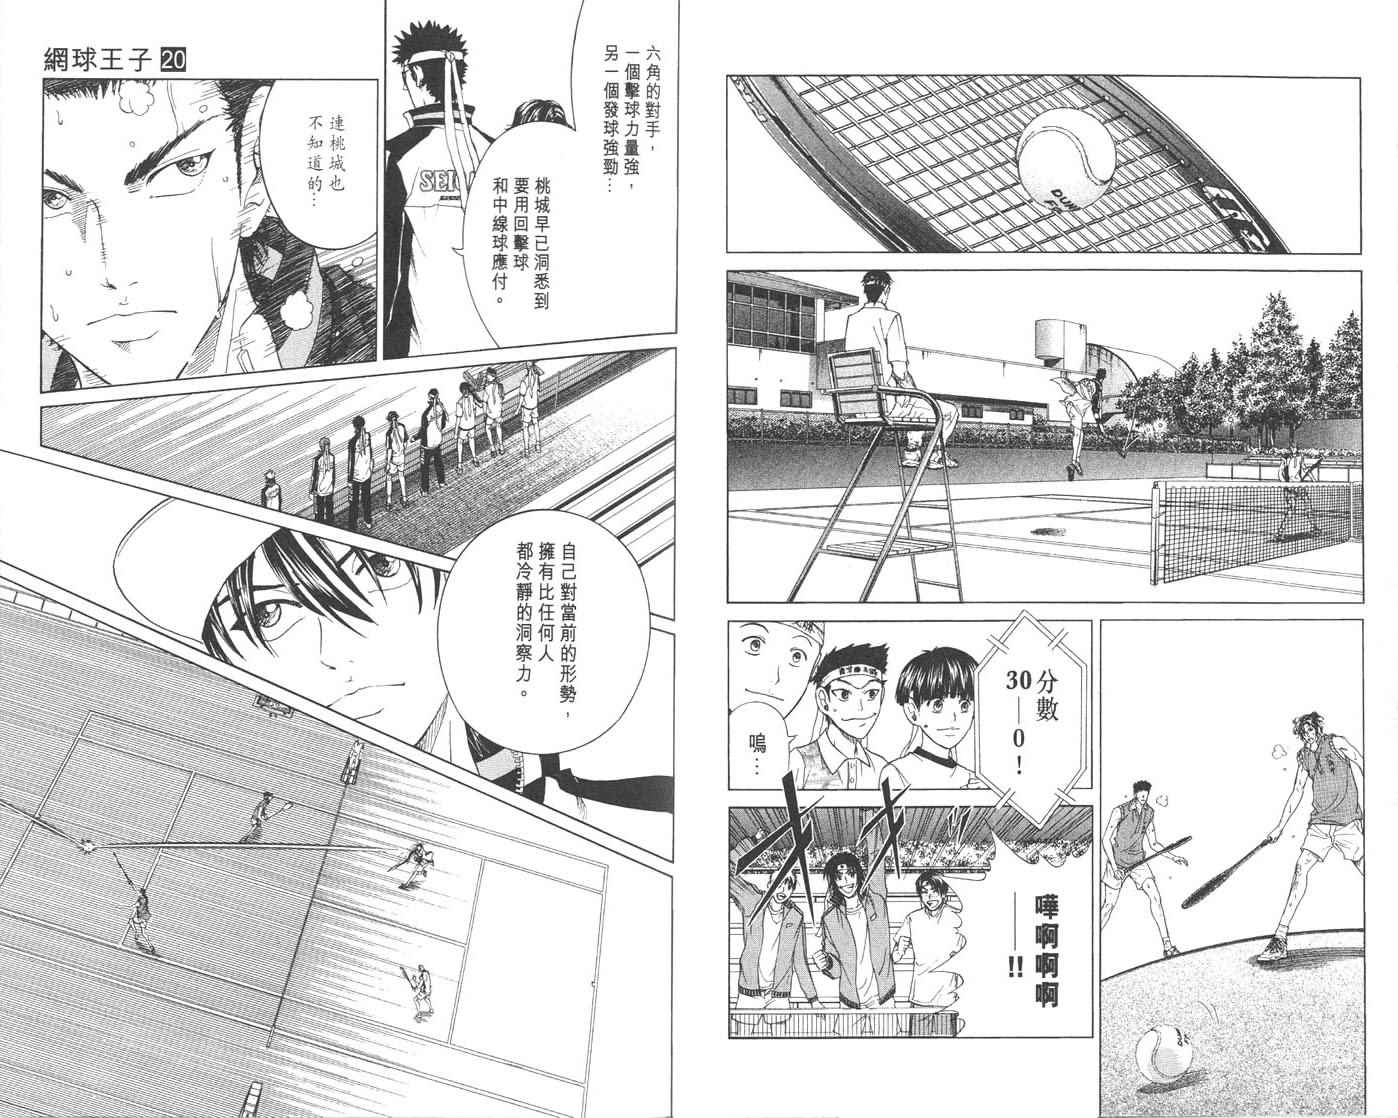 DUN
分數
30—0！
嗚…
嘩啊啊啊
——!!
DUN
六角的對手，
一個擊球力量強，
另一個發球強勁…
桃城早已洞悉到
要用回擊球
和中線球應付。
SEIG
連桃城也
不知道的…
網球王子 20
自己對當前的形勢，
擁有比任何人
都冷靜的洞察力。